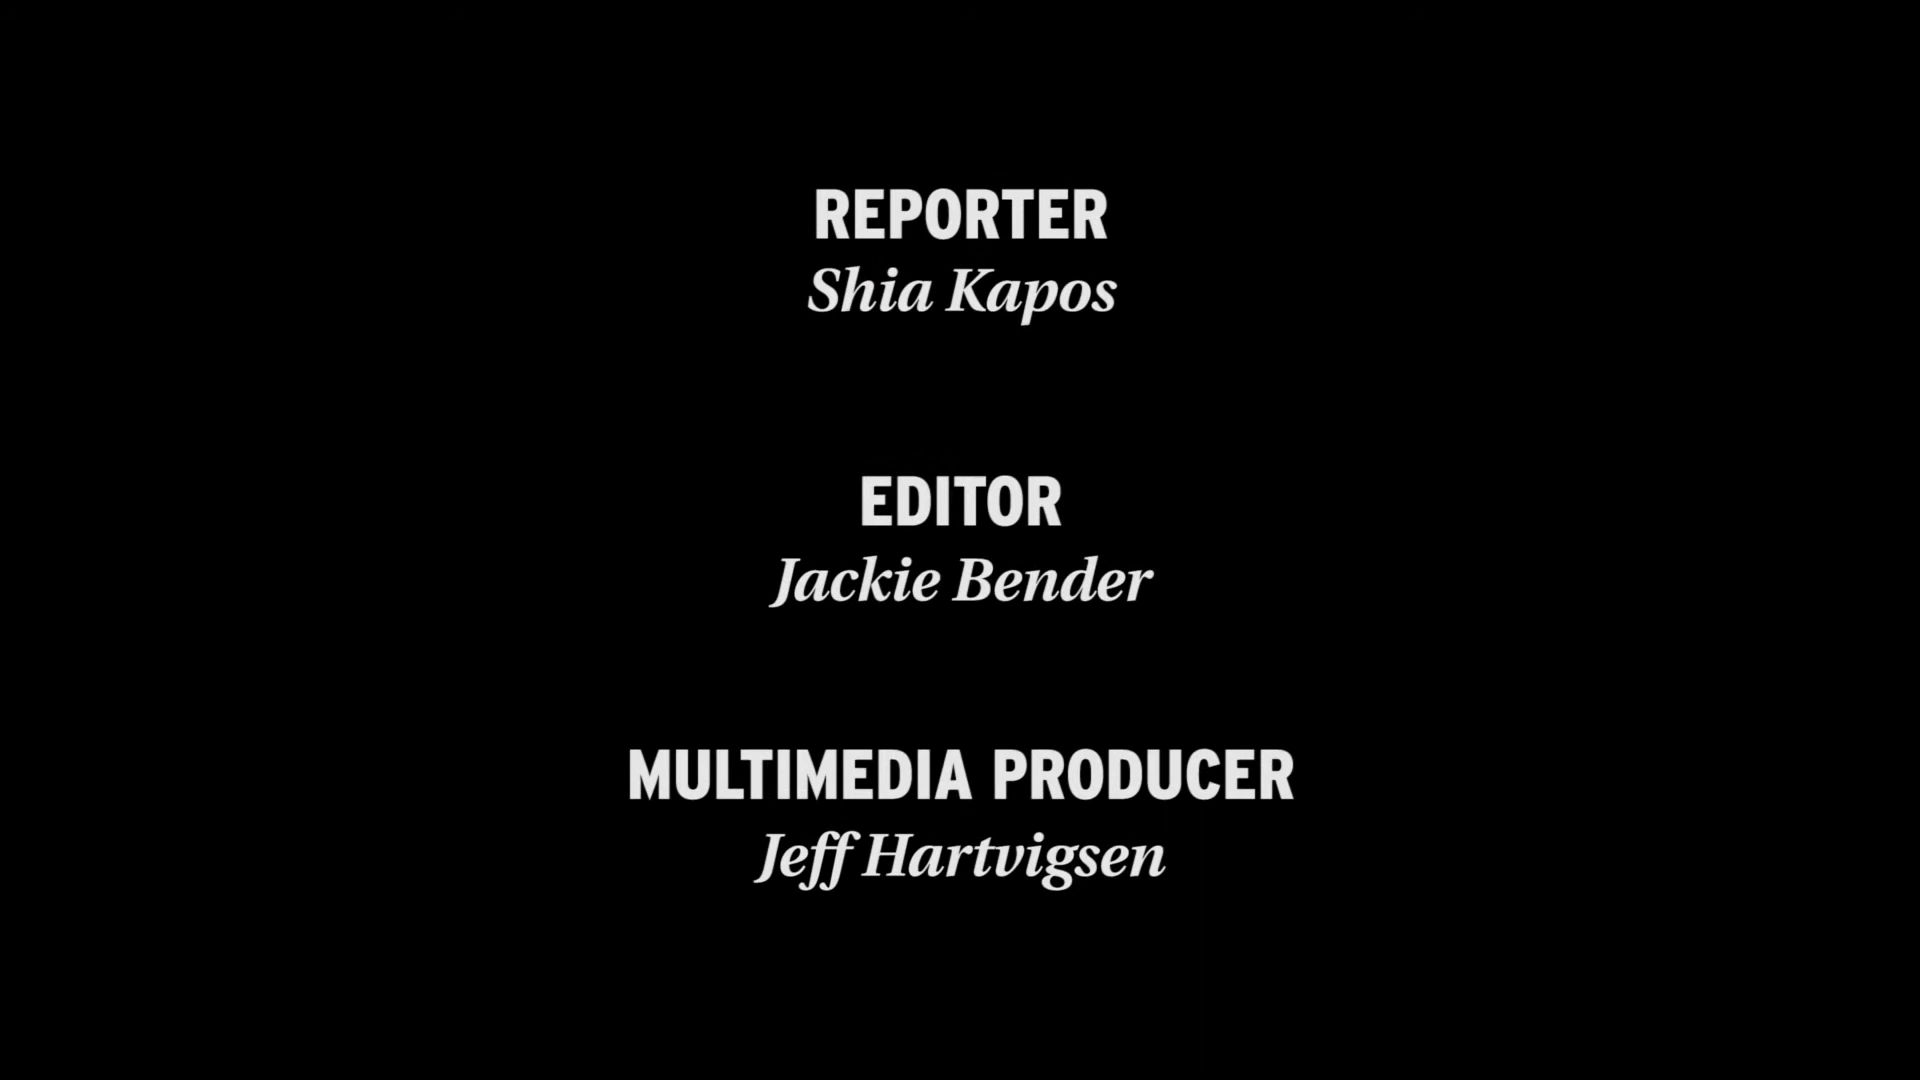 REPORTER
Shia Kapos
EDITOR
Jackie Bender
MULTIMEDIA PRODUCER
Jeff Hartvigsen